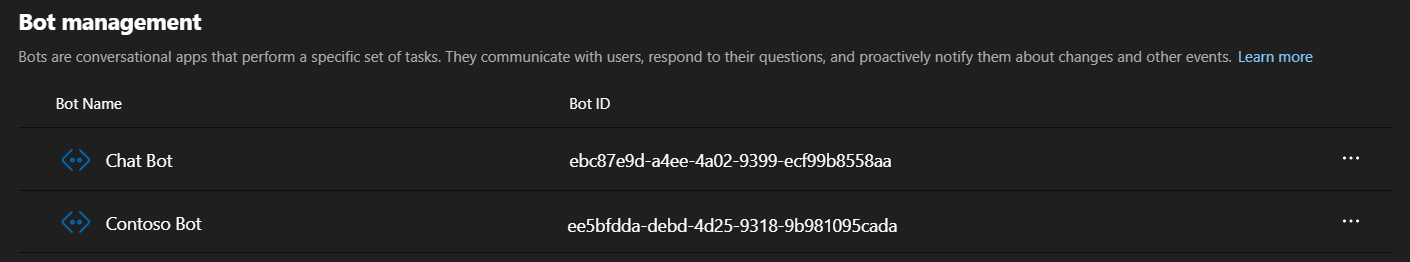 Bot management
Bots are conversational apps that perform a specific set of tasks. They communicate with users, respond to their questions, and proactively notify them about changes and other events. Learn more
Bot Name Bot ID
Chat Bot ebc87e9d-a4ee-4a02-9399-ecf99b8558aa ...
Contoso Bot ee5bfdda-debd-4d25-9318-9b981095cada ...